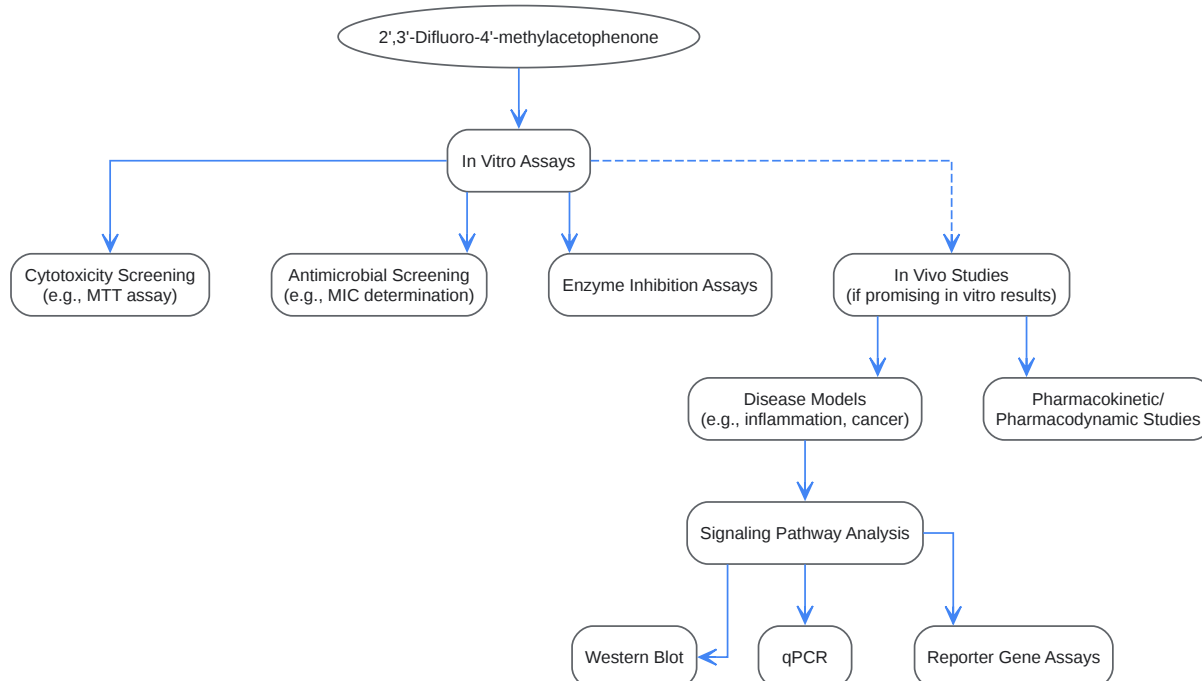 2',3'-Difluoro-4'-methylacetophenone
In Vitro Assays
Cytotoxicity Screening
(e.g., MTT assay)
Antimicrobial Screening
(e.g., MIC determination)
Enzyme Inhibition Assays
In Vivo Studies
(if promising in vitro results)
Disease Models
(e.g., inflammation, cancer)
Pharmacokinetic/
Pharmacodynamic Studies
Signaling Pathway Analysis
Western Blot
qPCR
Reporter Gene Assays